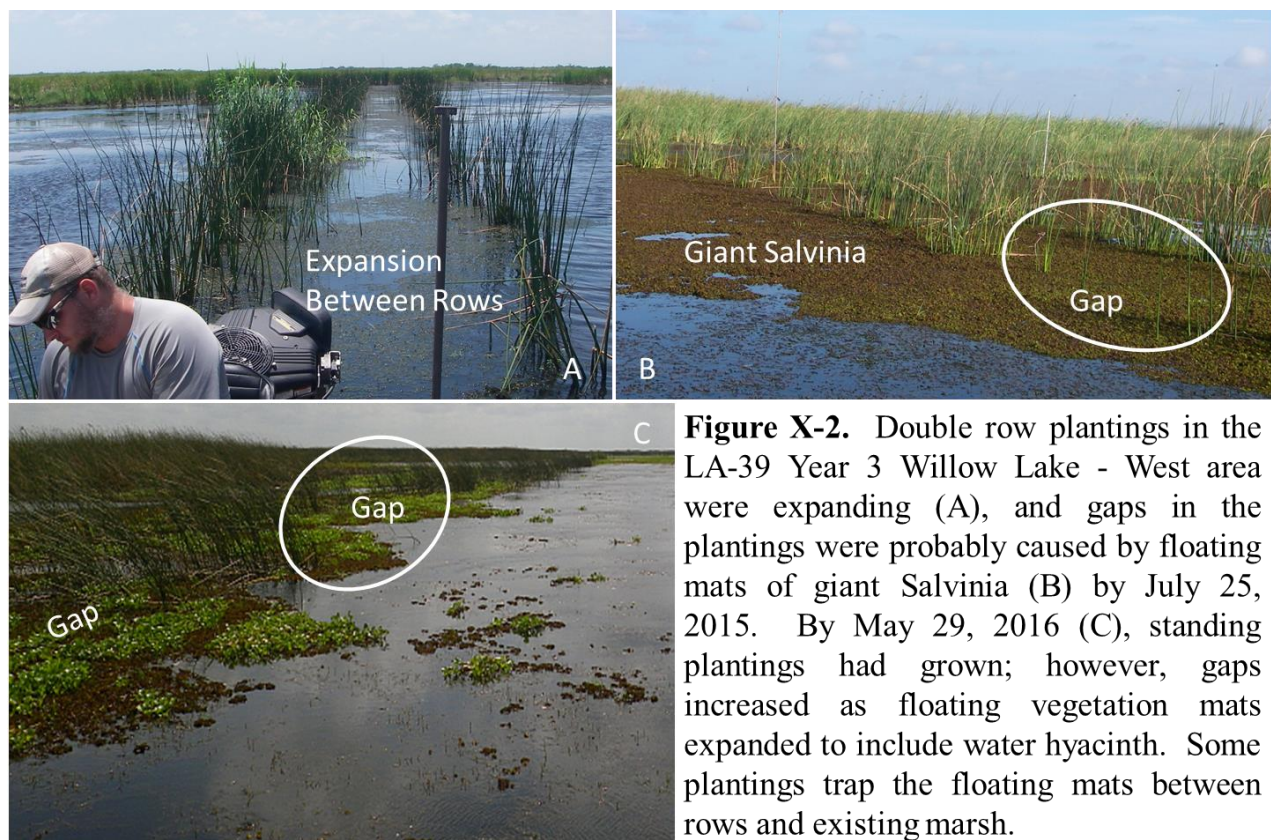 Expansion
Between Rows
A
Giant Salvinia
Gap
B
C
Gap
Gap
Figure X-2. Double row plantings in the
LA-39 Year 3 Willow Lake - West area
were expanding (A), and gaps in the
plantings were probably caused by floating
mats of giant Salvinia (B) by July 25,
2015. By May 29, 2016 (C), standing
plantings had grown; however, gaps
increased as floating vegetation mats
expanded to include water hyacinth. Some
plantings trap the floating mats between
rows and existing marsh.